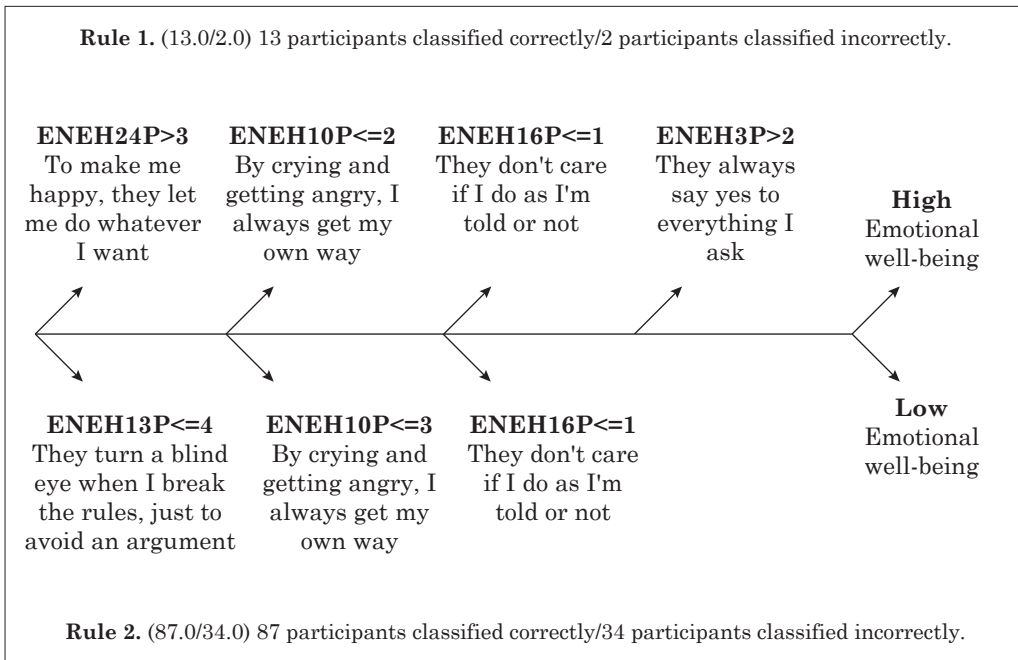 Rule 1. (13.0/2.0) 13 participants classified correctly/2 participants classified incorrectly.
ENEH24P>3
To make me
happy, they let
me do whatever
I want
ENEH10P<=2
By crying and
getting angry, I
always get my
own way
ENEH16P<=1
They don't care
if I do as I'm
told or not
ENEH3P>2
They always
say yes to
everything I
ask
High
Emotional
well-being
ENEH13P<=4
They turn a blind
eye when I break
the rules, just to
avoid an argument
ENEH10P<=3
By crying and
getting angry, I
always get my
own way
ENEH16P<=1
They don't care
if I do as I'm
told or not
Low
Emotional
well-being
Rule 2. (87.0/34.0) 87 participants classified correctly/34 participants classified incorrectly.